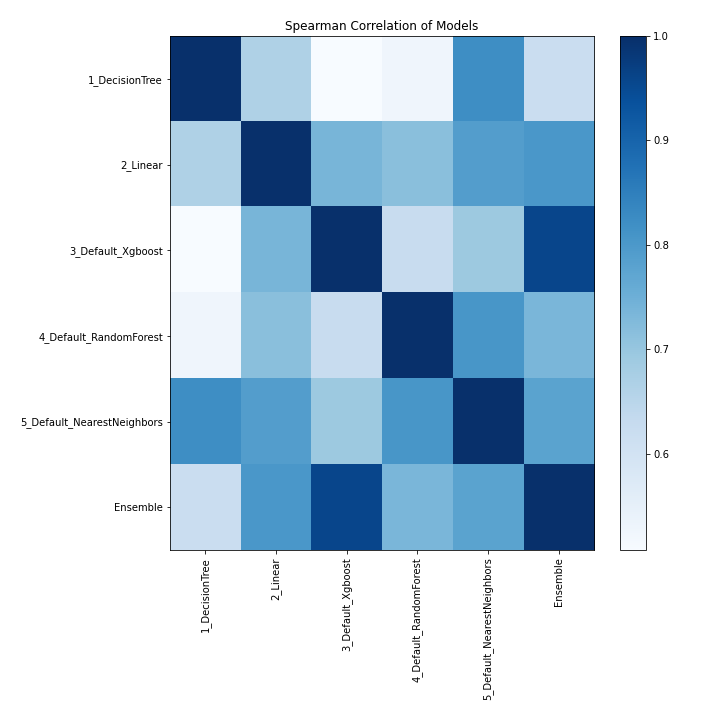 Spearman Correlation of Models
1_DecisionTree
2_Linear
3_Default_Xgboost
4_Default_RandomForest
5_Default_NearestNeighbors
Ensemble
1_DecisionTree
2_Linear
3_Default_Xgboost
4_Default_RandomForest
5_Default_NearestNeighbors
Ensemble
1.0
0.9
0.8
0.7
0.6